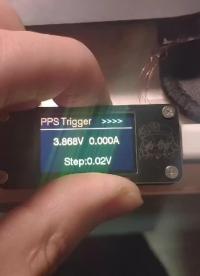 PPS Trigger >>>>
3.868V 0.000A
Step:0.02V